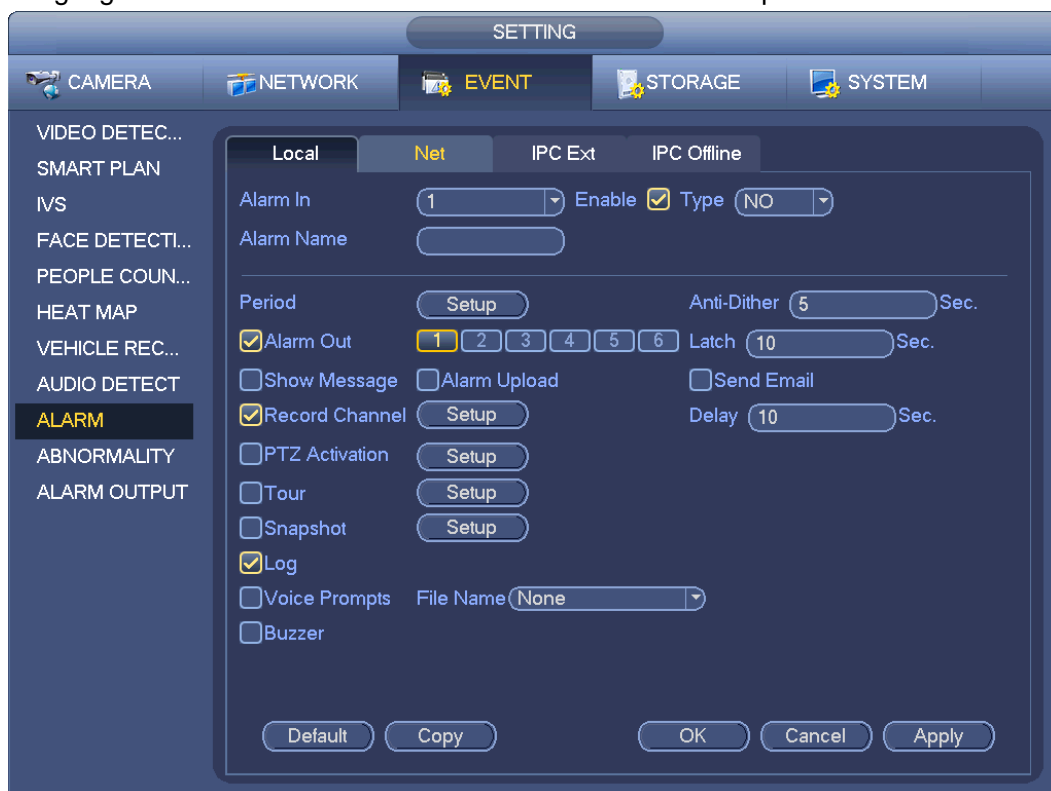 SETTING
CAMERA NETWORK EVENT STORAGE SYSTEM
VIDEO DETEC...
SMART PLAN
IVS
FACE DETECTI...
PEOPLE COUN...
HEAT MAP
VEHICLE REC...
AUDIO DETECT
ALARM
ABNORMALITY
ALARM OUTPUT
Local Net IPC Ext IPC Offline
Alarm In 1 Enable Type NO
Alarm Name
Period Setup Anti-Dither 5 Sec.
Alarm Out 1 2 3 4 5 6 Latch 10 Sec.
Show Message Alarm Upload Send Email
Record Channel Setup Delay 10 Sec.
PTZ Activation Setup
Tour Setup
Snapshot Setup
Log
Voice Prompts File Name None
Buzzer
Default Copy OK Cancel Apply